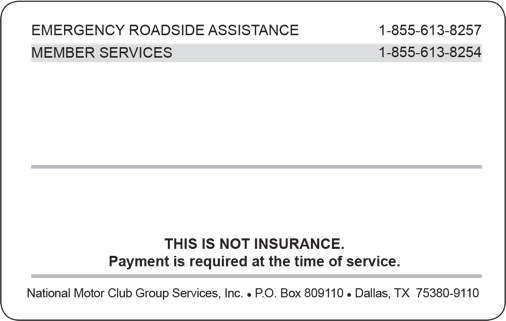 EMERGENCY ROADSIDE ASSISTANCE 1-855-613-8257
MEMBER SERVICES 1-855-613-8254
THIS IS NOT INSURANCE.
Payment is required at the time of service.
National Motor Club Group Services, Inc. • P.O. Box 809110 • Dallas, TX 75380-9110